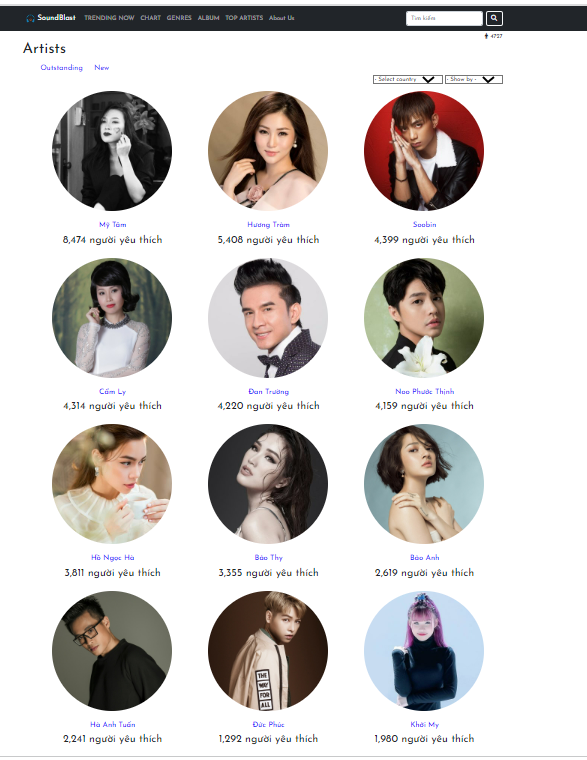 SoundBlast TRENDING NOW CHART GENRES ALBUM TOP ARTISTS About Us Tìm kiếm
4727
Artists
Outstanding New
- Select country - Show by -
Mỹ Tâm Hương Tràm Soobin
8,474 người yêu thích 5,408 người yêu thích 4,399 người yêu thích
Cẩm Ly Đan Trường Noo Phước Thịnh
4,314 người yêu thích 4,220 người yêu thích 4,159 người yêu thích
Hồ Ngọc Hà Bảo Thy Bảo Anh
3,811 người yêu thích 3,355 người yêu thích 2,619 người yêu thích
THE
WAY
FOR
ALL
Hà Anh Tuấn Đức Phúc Khởi My
2,241 người yêu thích 1,292 người yêu thích 1,980 người yêu thích